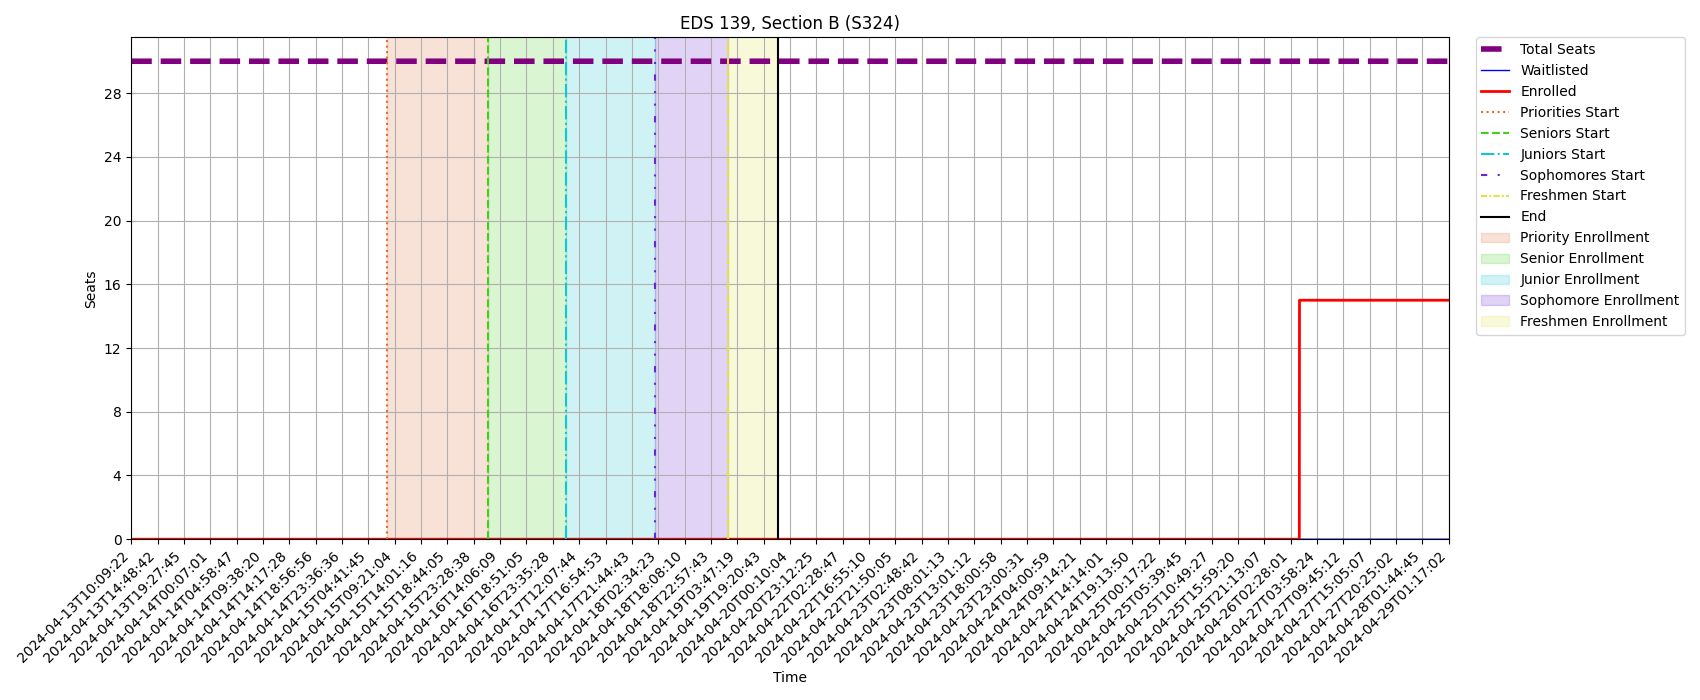 EDS 139, Section B (S324)
Total Seats
Waitlisted
Enrolled
Priorities Start
Seniors Start
Juniors Start
Sophomores Start
Freshmen Start
End
Priority Enrollment
Senior Enrollment
Junior Enrollment
Sophomore Enrollment
Freshmen Enrollment
Seats
28
24
20
16
12
8
4
0
2024-04-13T10:09:22
2024-04-13T14:48:42
2024-04-13T19:27:45
2024-04-14T00:07:01
2024-04-14T04:58:47
2024-04-14T09:38:20
2024-04-14T14:17:28
2024-04-14T18:56:56
2024-04-14T23:36:36
2024-04-15T04:41:45
2024-04-15T09:21:04
2024-04-15T14:01:16
2024-04-15T18:44:05
2024-04-15T23:28:38
2024-04-16T14:06:09
2024-04-16T18:51:05
2024-04-16T23:35:28
2024-04-17T12:07:44
2024-04-17T16:54:53
2024-04-17T21:44:43
2024-04-18T02:34:23
2024-04-18T18:08:10
2024-04-18T22:57:43
2024-04-19T03:47:19
2024-04-19T19:20:43
2024-04-20T00:10:04
2024-04-20T23:12:25
2024-04-22T02:28:47
2024-04-22T16:55:10
2024-04-22T21:50:05
2024-04-23T02:48:42
2024-04-23T08:01:13
2024-04-23T13:01:12
2024-04-23T18:00:58
2024-04-23T23:00:31
2024-04-24T04:00:59
2024-04-24T09:14:21
2024-04-24T14:14:01
2024-04-24T19:13:50
2024-04-25T00:17:22
2024-04-25T05:39:45
2024-04-25T10:49:27
2024-04-25T15:59:20
2024-04-25T21:13:07
2024-04-26T02:28:01
2024-04-27T03:58:24
2024-04-27T09:45:12
2024-04-27T15:05:07
2024-04-27T20:25:02
2024-04-28T01:44:45
2024-04-29T01:17:02
Time